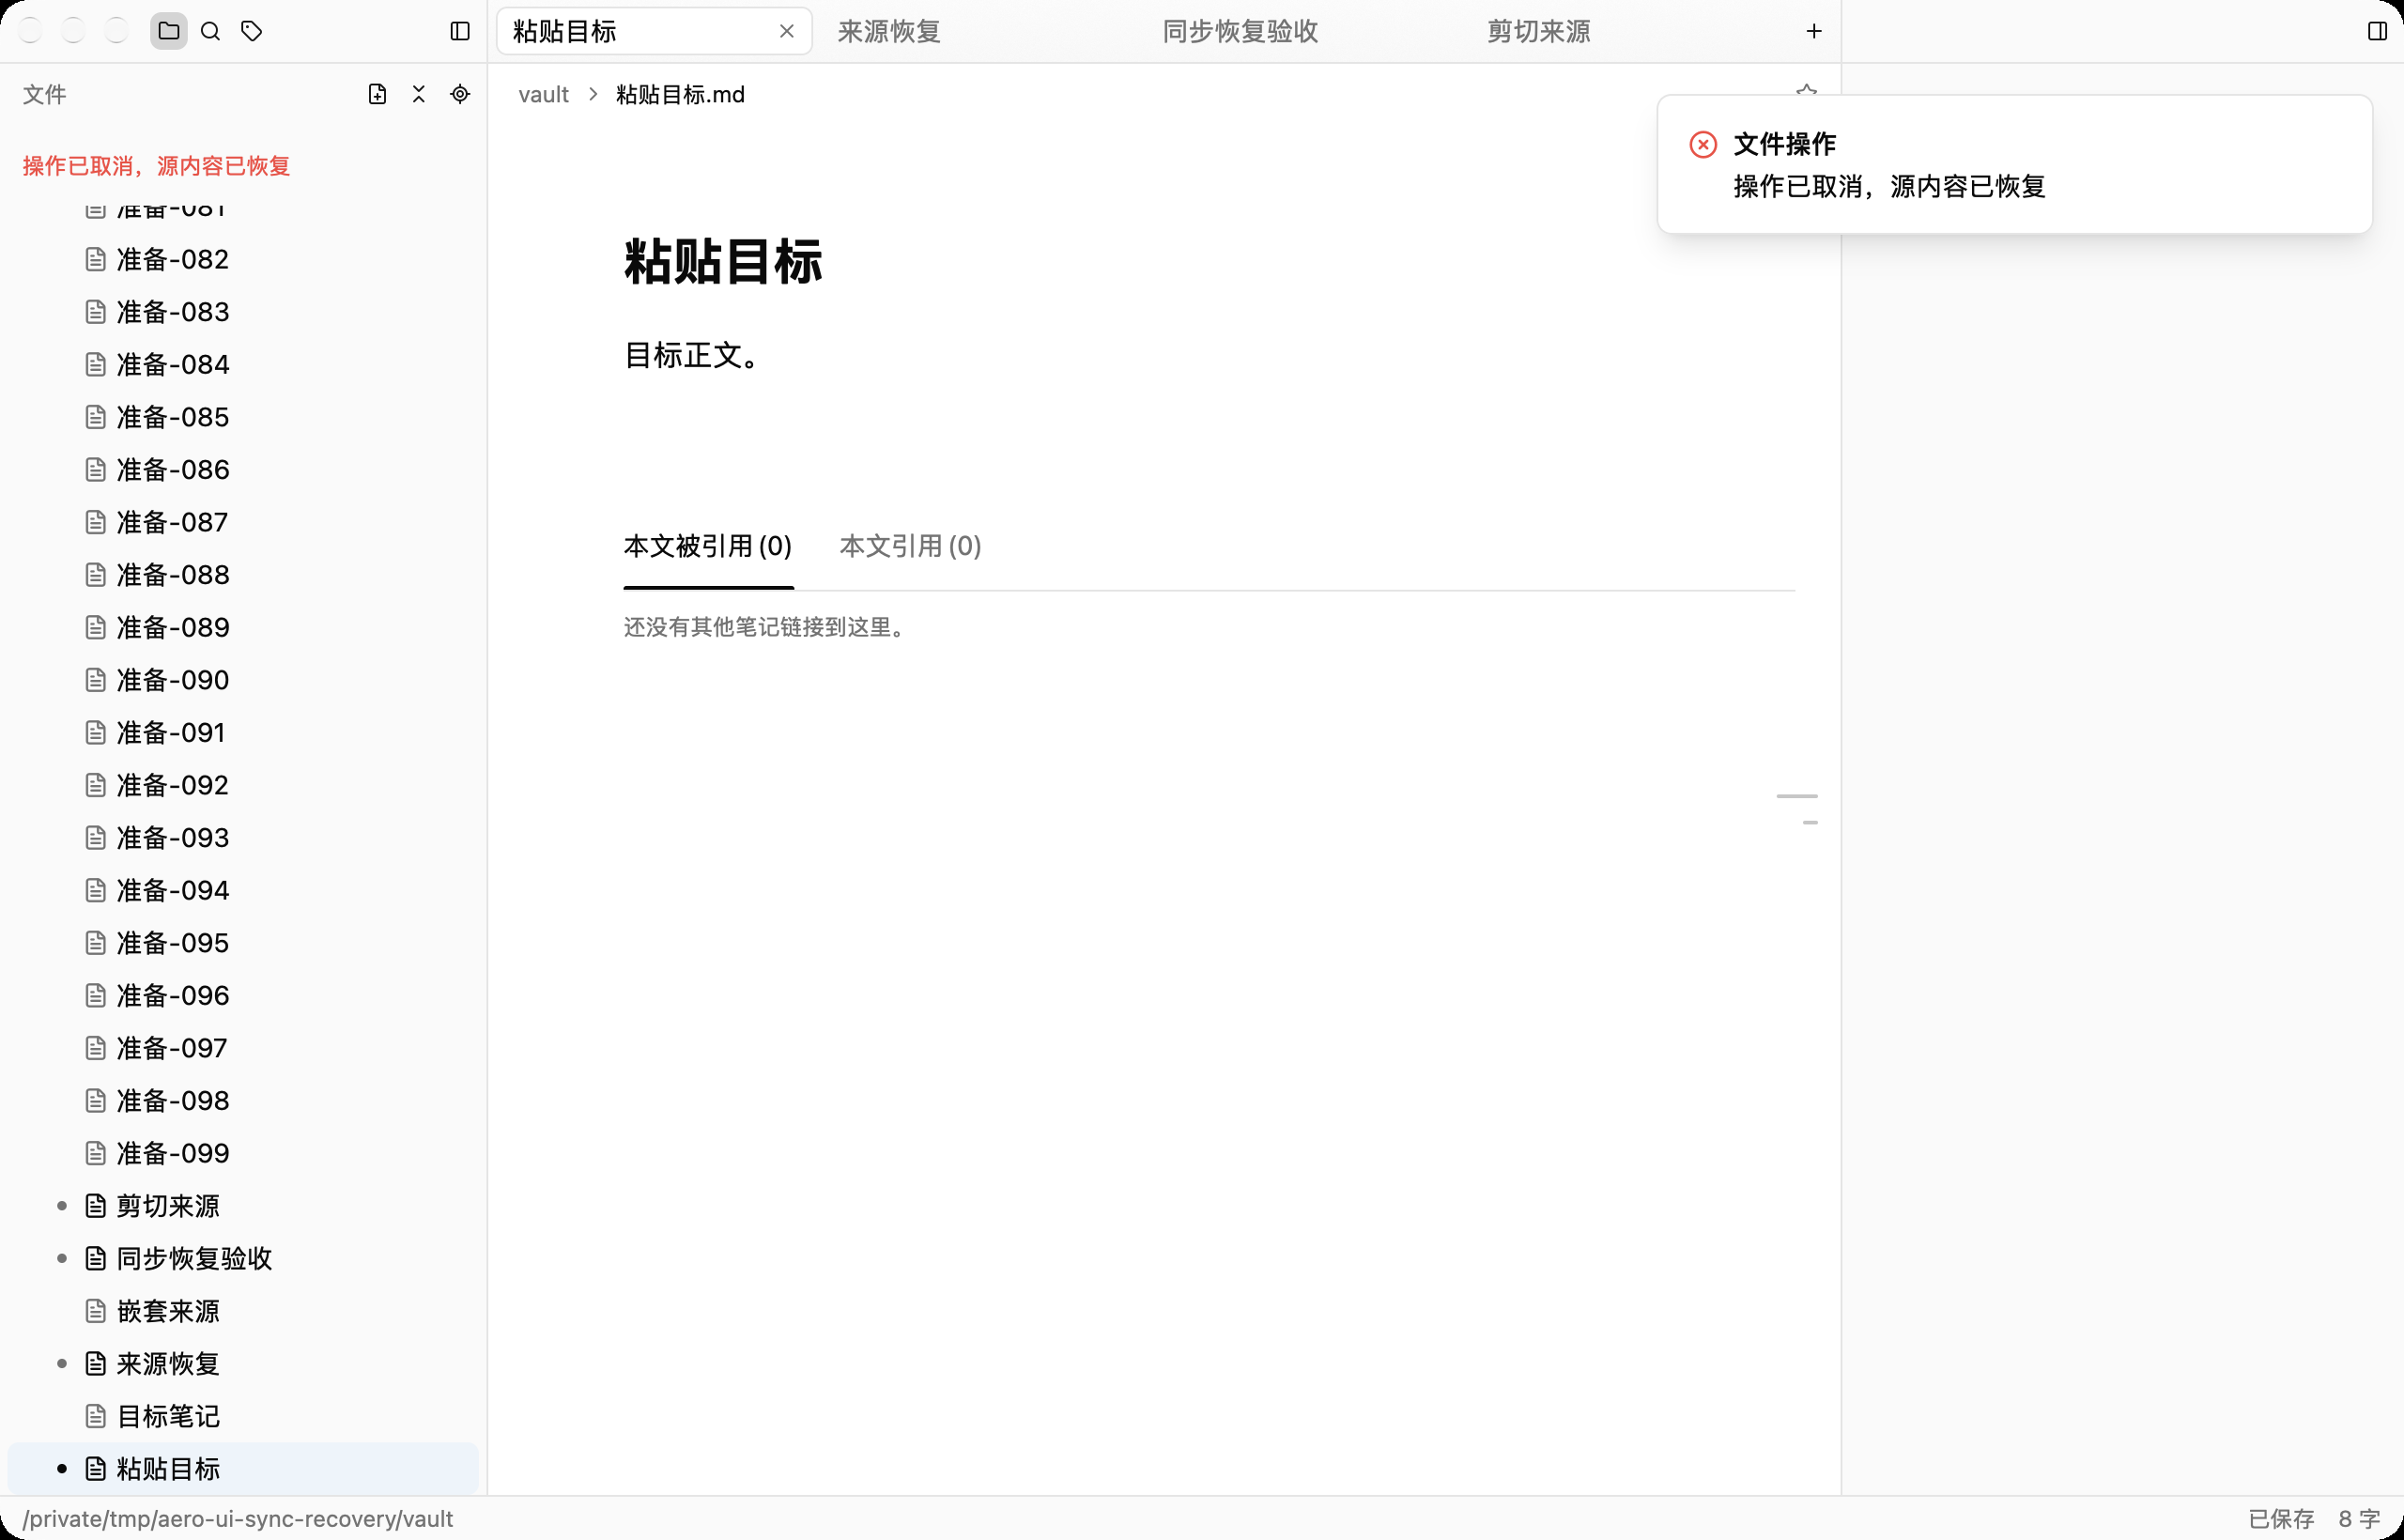 粘贴目标
来源恢复
同步恢复验收
剪切来源
文件
vault > 粘贴目标.md
操作已取消，源内容已恢复
文件操作
操作已取消，源内容已恢复
准备-081
准备-082
准备-083
准备-084
准备-085
准备-086
准备-087
准备-088
准备-089
准备-090
准备-091
准备-092
准备-093
准备-094
准备-095
准备-096
准备-097
准备-098
准备-099
剪切来源
同步恢复验收
嵌套来源
来源恢复
目标笔记
粘贴目标
粘贴目标
目标正文。
本文被引用 (0)
本文引用 (0)
还没有其他笔记链接到这里。
/private/tmp/aero-ui-sync-recovery/vault
已保存
8 字